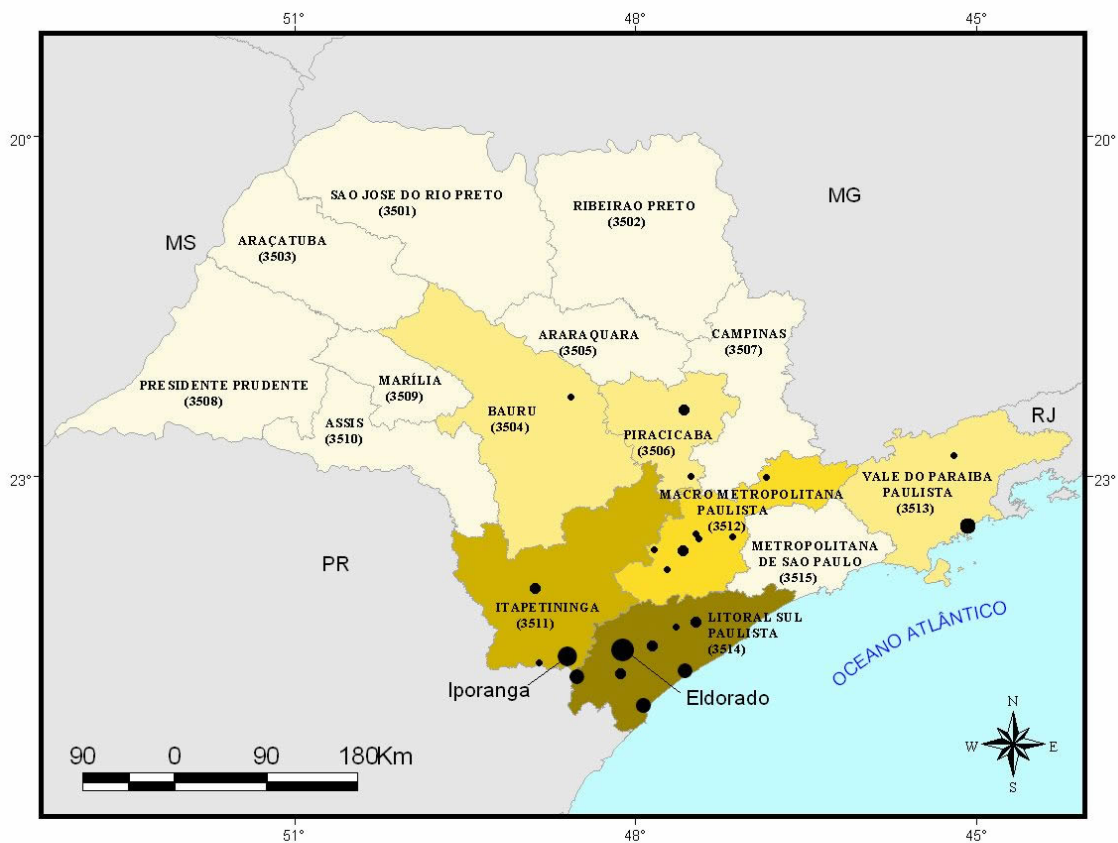 51°
48°
45°
20°
20°
MG
MS
SAO JOSE DO RIO PRETO
(3501)
RIBEIRAO PRETO
(3502)
ARAÇATUBA
(3503)
ARARAQUARA
(3505)
CAMPINAS
(3507)
PRESIDENTE PRUDENTE
(3508)
MARÍLIA
(3509)
ASSIS
(3510)
BAURU
(3504)
PIRACICABA
(3506)
RJ
23°
23°
VALE DO PARAIBA
PAULISTA
(3513)
MACRO METROPOLITANA
PAULISTA
(3512)
METROPOLITANA
DE SAO PAULO
(3515)
PR
ITAPETININGA
(3511)
LITORAL SUL
PAULISTA
(3514)
OCEANO ATLÂNTICO
Iporanga
Eldorado
90 0 90 180Km
N
W E
S
51°
48°
45°